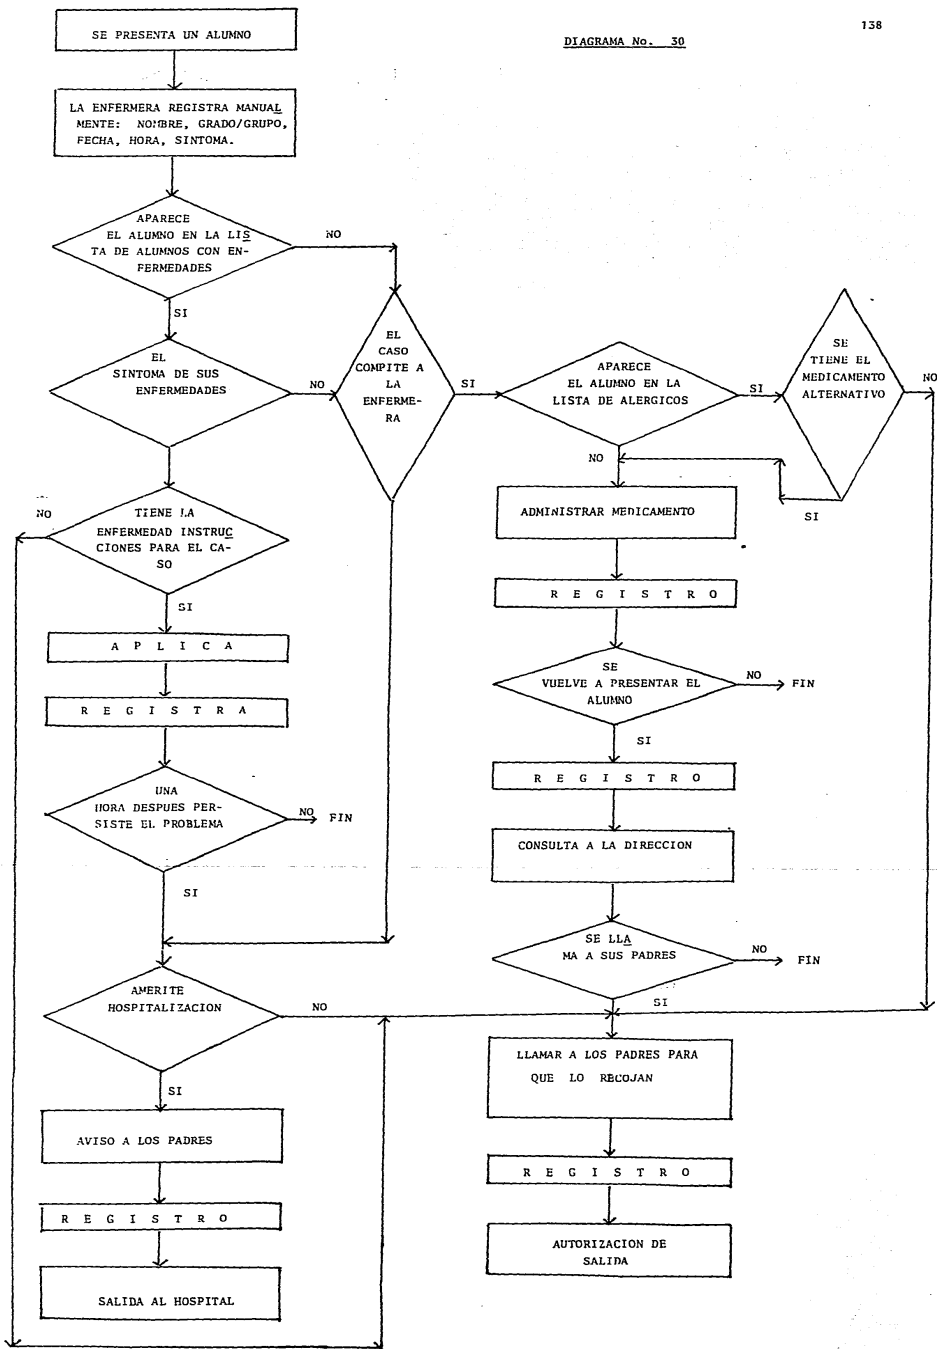 138
DIAGRAMA No. 30
SE PRESENTA UN ALUMNO
LA ENFERMERA REGISTRA MANUAL
MENTE: NOMBRE, GRADO/GRUPO,
FECHA, HORA, SINTOMA.
APARECE
EL ALUMNO EN LA LIS
TA DE ALUMNOS CON EN-
FERMEDADES
NO
SI
EL
SINTOMA DE SUS
ENFERMEDADES
NO
EL
CASO
COMPITE A
LA
ENFERME-
RA
SI
APARECE
EL ALUMNO EN LA
LISTA DE ALERGICOS
SI
SE
TIENE EL
MEDICAMENTO
ALTERNATIVO
NO
NO
SI
NO
TIENE LA
ENFERMEDAD INSTRUC
CIONES PARA EL CA-
SO
SI
ADMINISTRAR MEDICAMENTO
R E G I S T R O
A P L I C A
R E G I S T R A
SE
VUELVE A PRESENTAR EL
ALUMNO
NO
FIN
SI
R E G I S T R O
UNA
HORA DESPUES PER-
SISTE EL PROBLEMA
NO
FIN
SI
CONSULTA A LA DIRECCION
SE LLA
MA A SUS PADRES
NO
FIN
SI
AMERITE
HOSPITALIZACION
NO
SI
LLAMAR A LOS PADRES PARA
QUE LO RECOJAN
AVISO A LOS PADRES
R E G I S T R O
R E G I S T R O
AUTORIZACION DE
SALIDA
SALIDA AL HOSPITAL